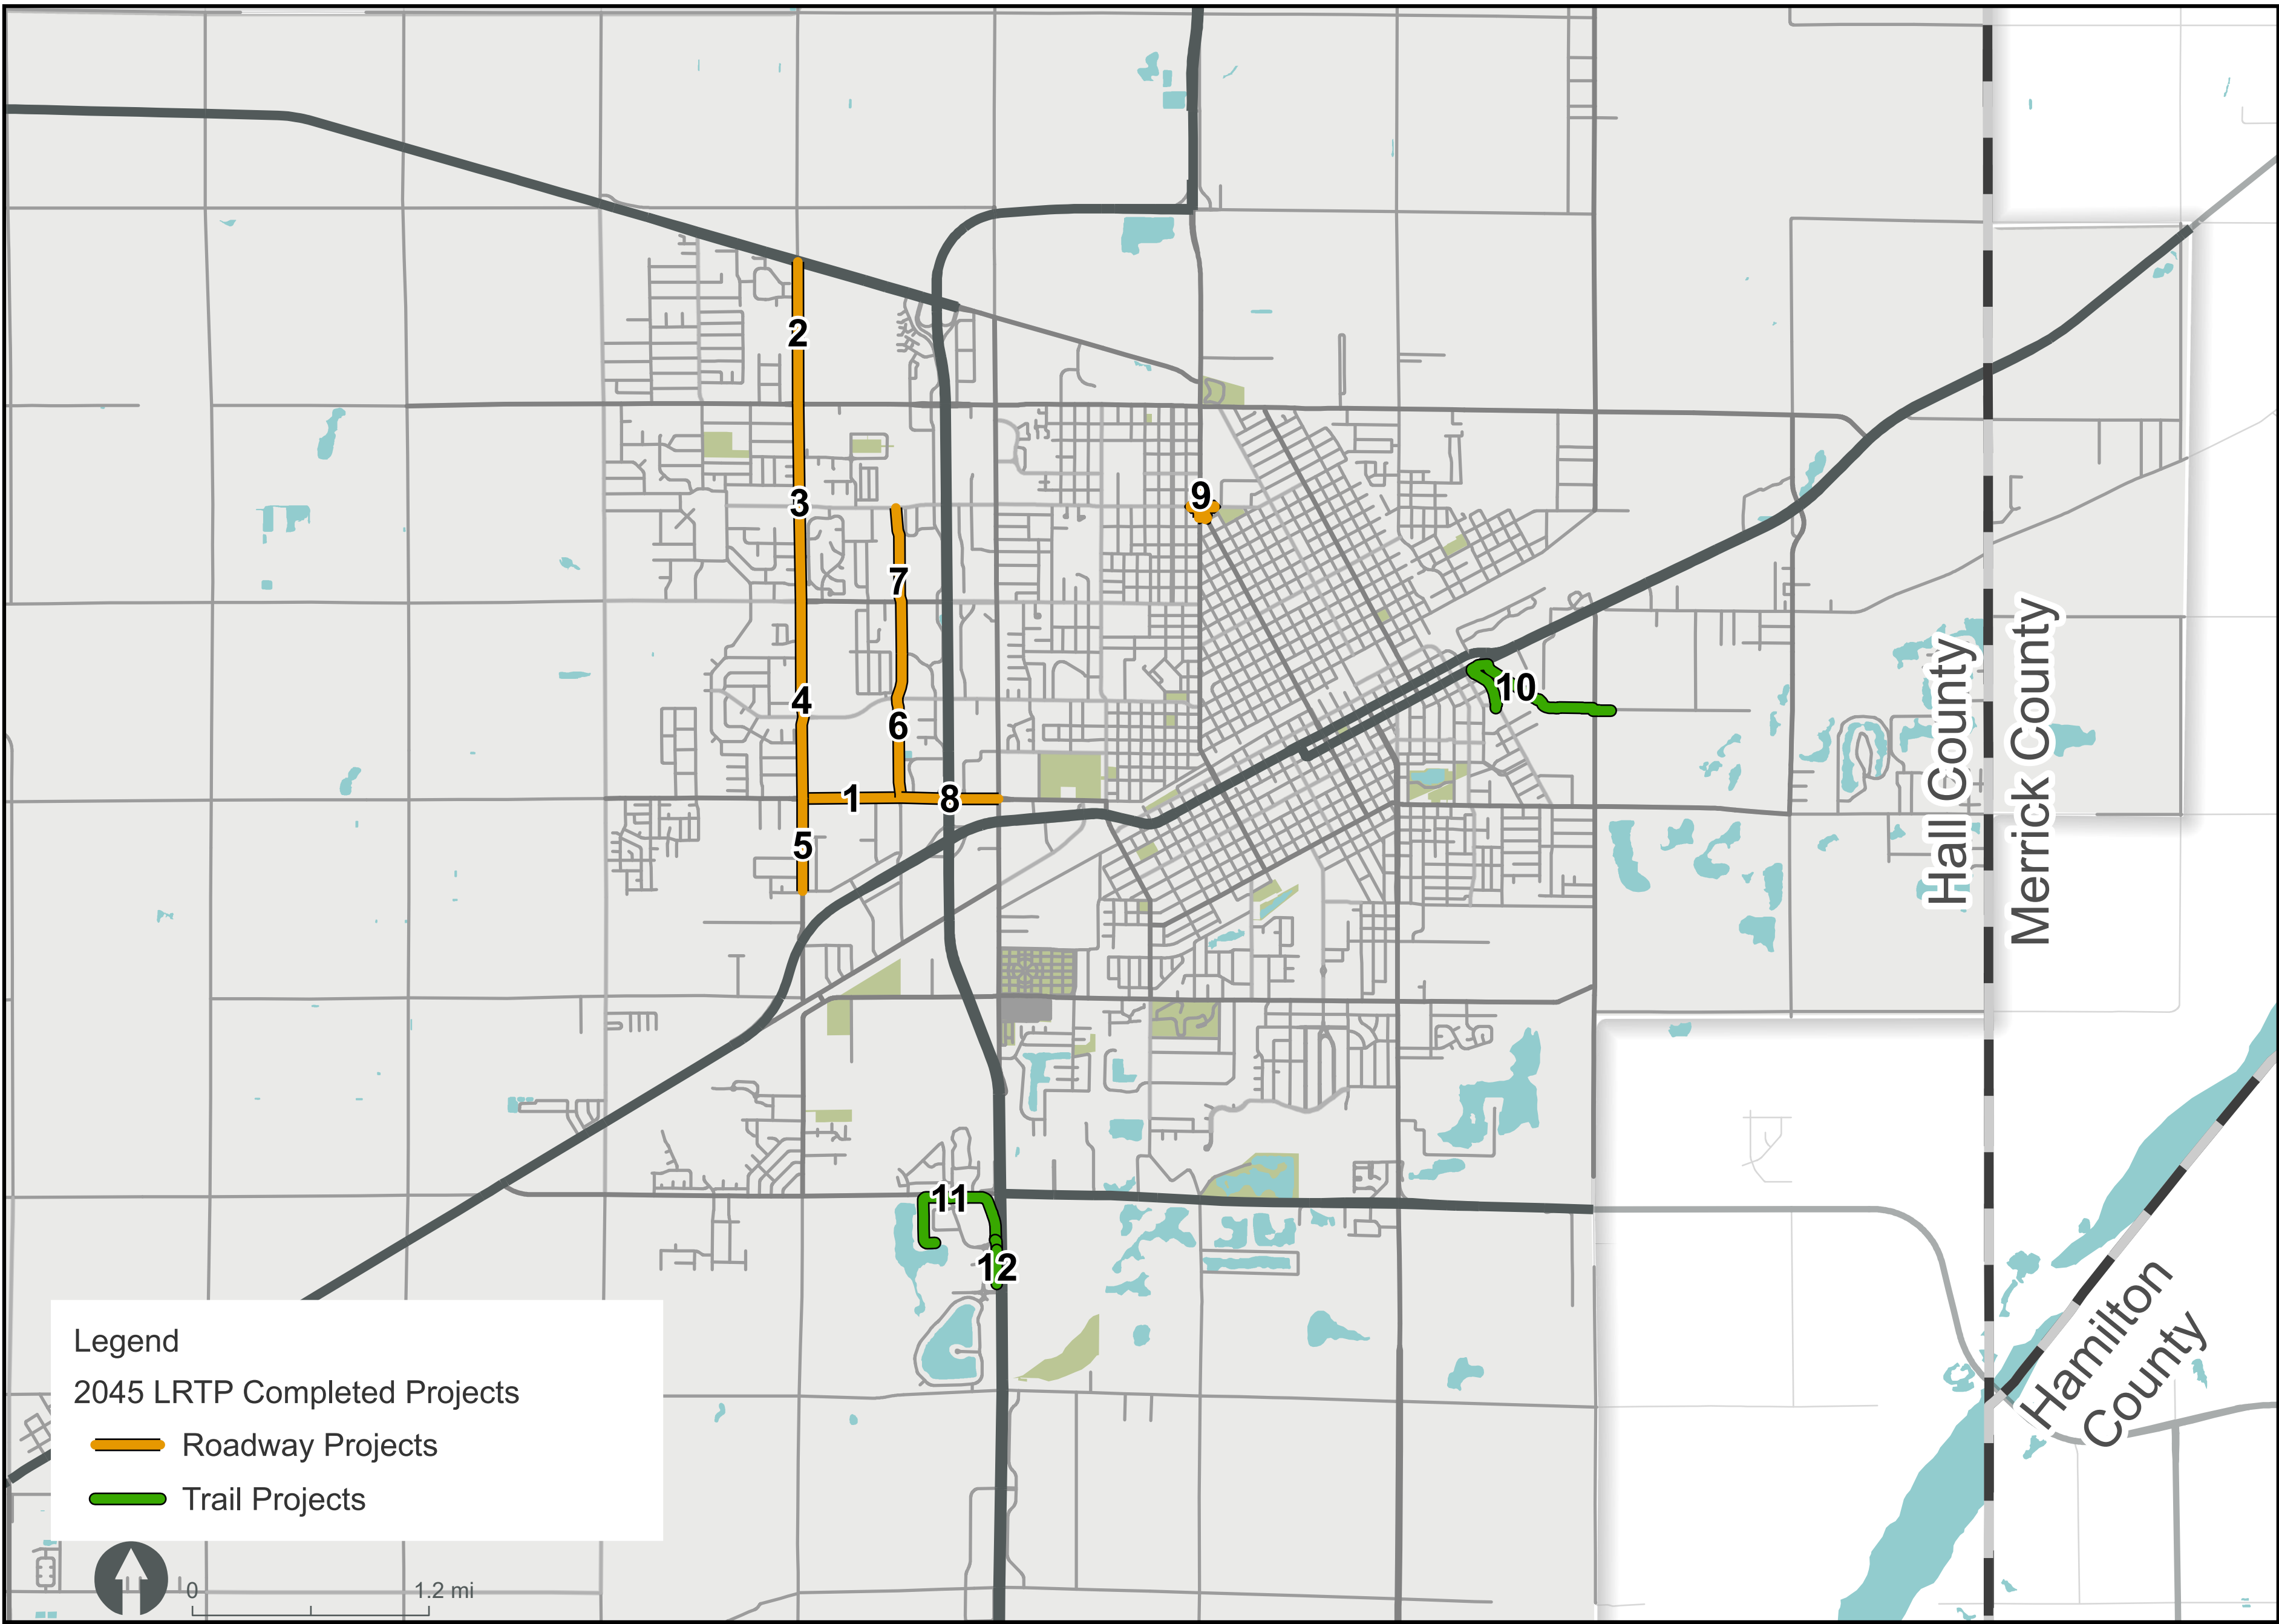 2
3
9
7
10
4
6
Hall County
Merrick County
1
8
5
11
12
Hamilton
County
Legend
2045 LRTP Completed Projects
Roadway Projects
Trail Projects
0
1.2 mi